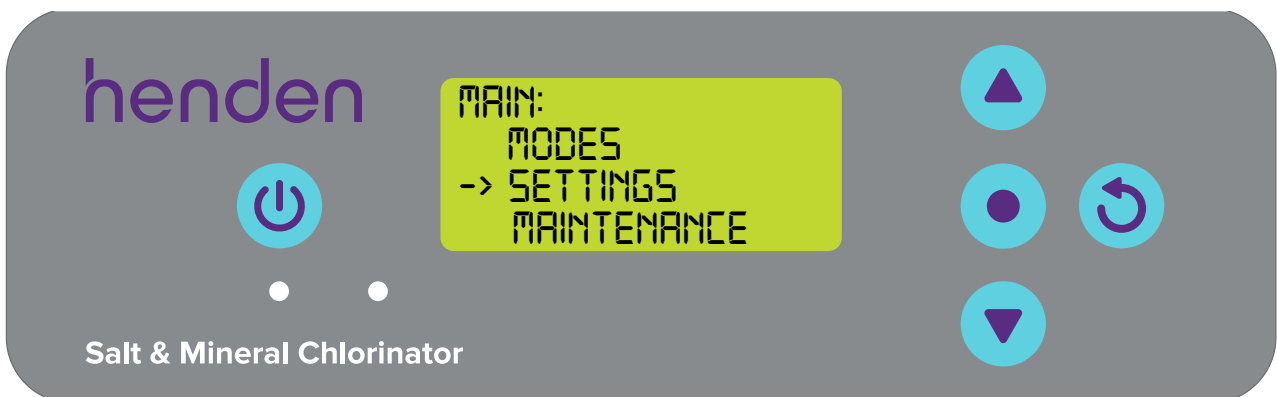 henden
MAIN:
MODES
-> SETTINGS
MAINTENANCE
Salt & Mineral Chlorinator